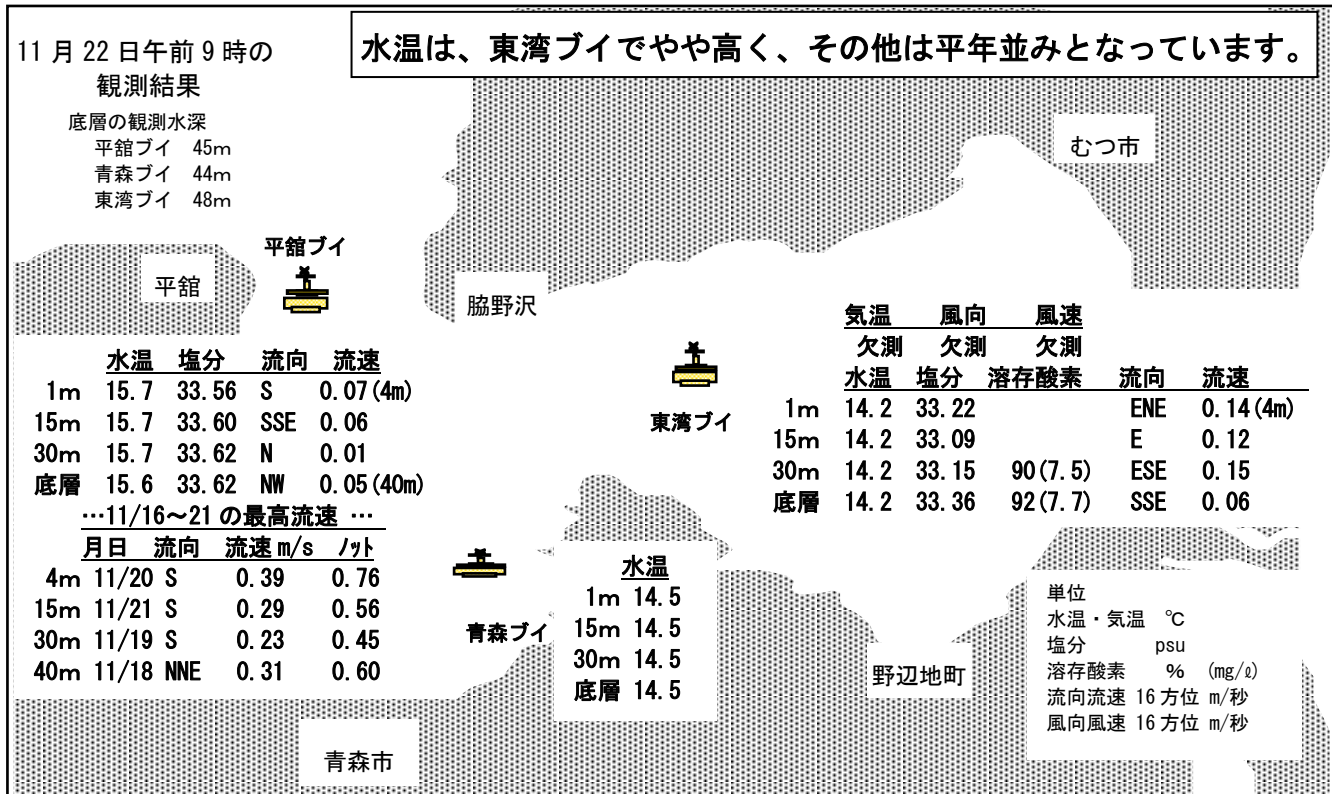 水温は、東湾ブイでやや高く、その他は平年並みとなっています。
11月22日午前9時の
観測結果
底層の観測水深
平舘ブイ 45m
青森ブイ 44m
東湾ブイ 48m
むつ市
平舘ブイ
平舘
脇野沢
水温 塩分 流向 流速
1m 15.7 33.56 S 0.07(4m)
15m 15.7 33.60 SSE 0.06
30m 15.7 33.62 N 0.01
底層 15.6 33.62 NW 0.05(40m)
…11/16~21の最高流速 …
月日 流向 流速m/s ノット
4m 11/20 S 0.39 0.76
15m 11/21 S 0.29 0.56
30m 11/19 S 0.23 0.45
40m 11/18 NNE 0.31 0.60
東湾ブイ
気温 風向 風速
欠測 欠測 欠測
水温 塩分 溶存酸素 流向 流速
1m 14.2 33.22 ENE 0.14(4m)
15m 14.2 33.09 E 0.12
30m 14.2 33.15 90(7.5) ESE 0.15
底層 14.2 33.36 92(7.7) SSE 0.06
青森ブイ
水温
1m 14.5
15m 14.5
30m 14.5
底層 14.5
野辺地町
単位
水温・気温 ℃
塩分 psu
溶存酸素 % (mg/ℓ)
流向流速 16方位 m/秒
風向風速 16方位 m/秒
青森市